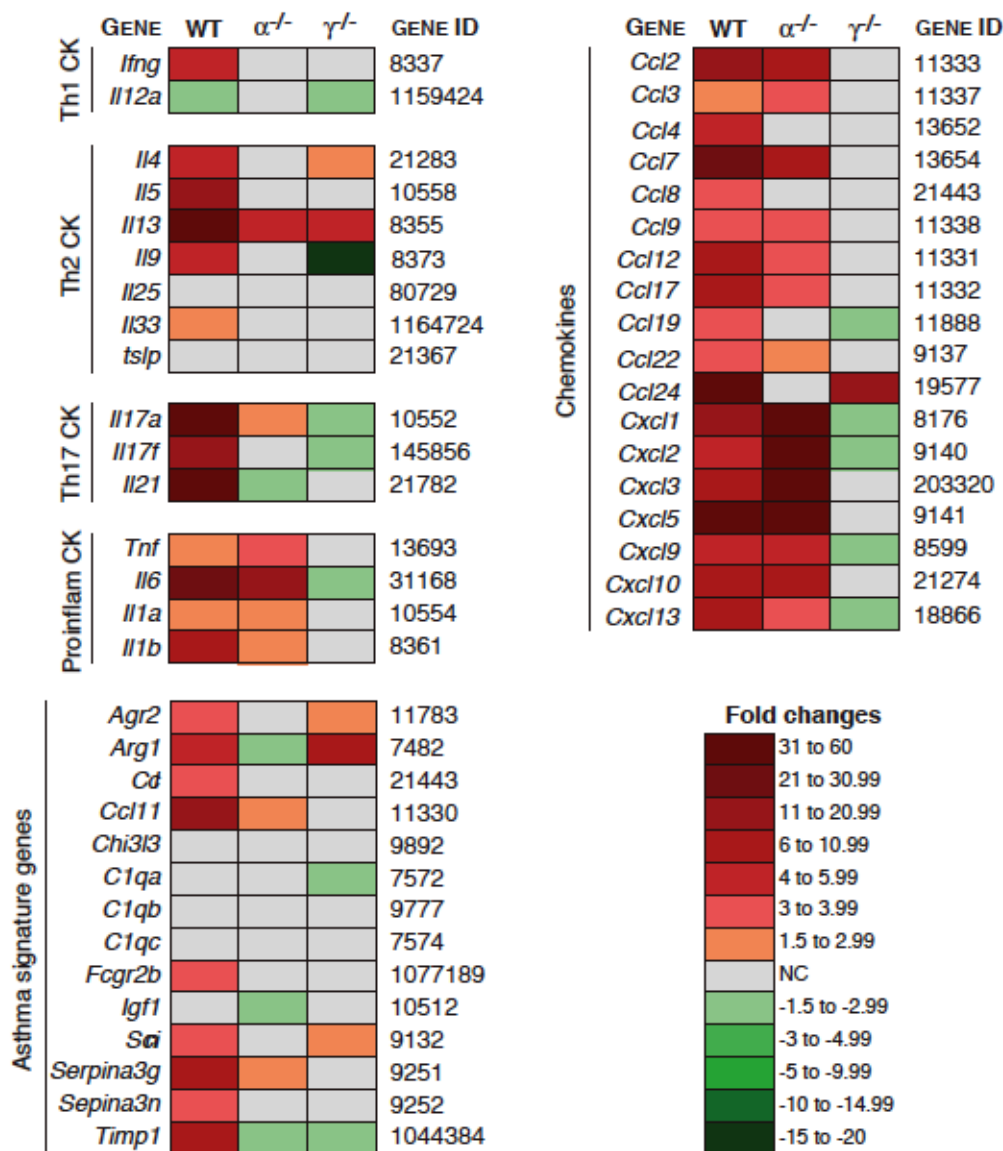 GENE WT α-/- γ-/- GENE ID
Th1 CK
Ifng 8337
Il12a 1159424
Th2 CK
Il4 21283
Il5 10558
Il13 8355
Il9 8373
Il25 80729
Il33 1164724
tslp 21367
Th17 CK
Il17a 10552
Il17f 145856
Il21 21782
Proinflam CK
Tnf 13693
Il6 31168
Il1a 10554
Il1b 8361
Asthma signature genes
Agr2 11783
Arg1 7482
21443
Ccl11 11330
Chi3l3 9892
C1qa 7572
C1qb 9777
C1qc 7574
Fcgr2b 1077189
Igf1 10512
9132
Serpina3g 9251
Sepina3n 9252
Timp1 1044384
GENE WT α-/- γ-/- GENE ID
Chemokines
Ccl2 11333
Ccl3 11337
Ccl4 13652
Ccl7 13654
Ccl8 21443
Ccl9 11338
Ccl12 11331
Ccl17 11332
Ccl19 11888
Ccl22 9137
Ccl24 19577
Cxcl1 8176
Cxcl2 9140
Cxcl3 203320
Cxcl5 9141
Cxcl9 8599
Cxcl10 21274
Cxcl13 18866
Fold changes
31 to 60
21 to 30.99
11 to 20.99
6 to 10.99
4 to 5.99
3 to 3.99
1.5 to 2.99
NC
-1.5 to -2.99
-3 to -4.99
-5 to -9.99
-10 to -14.99
-15 to -20